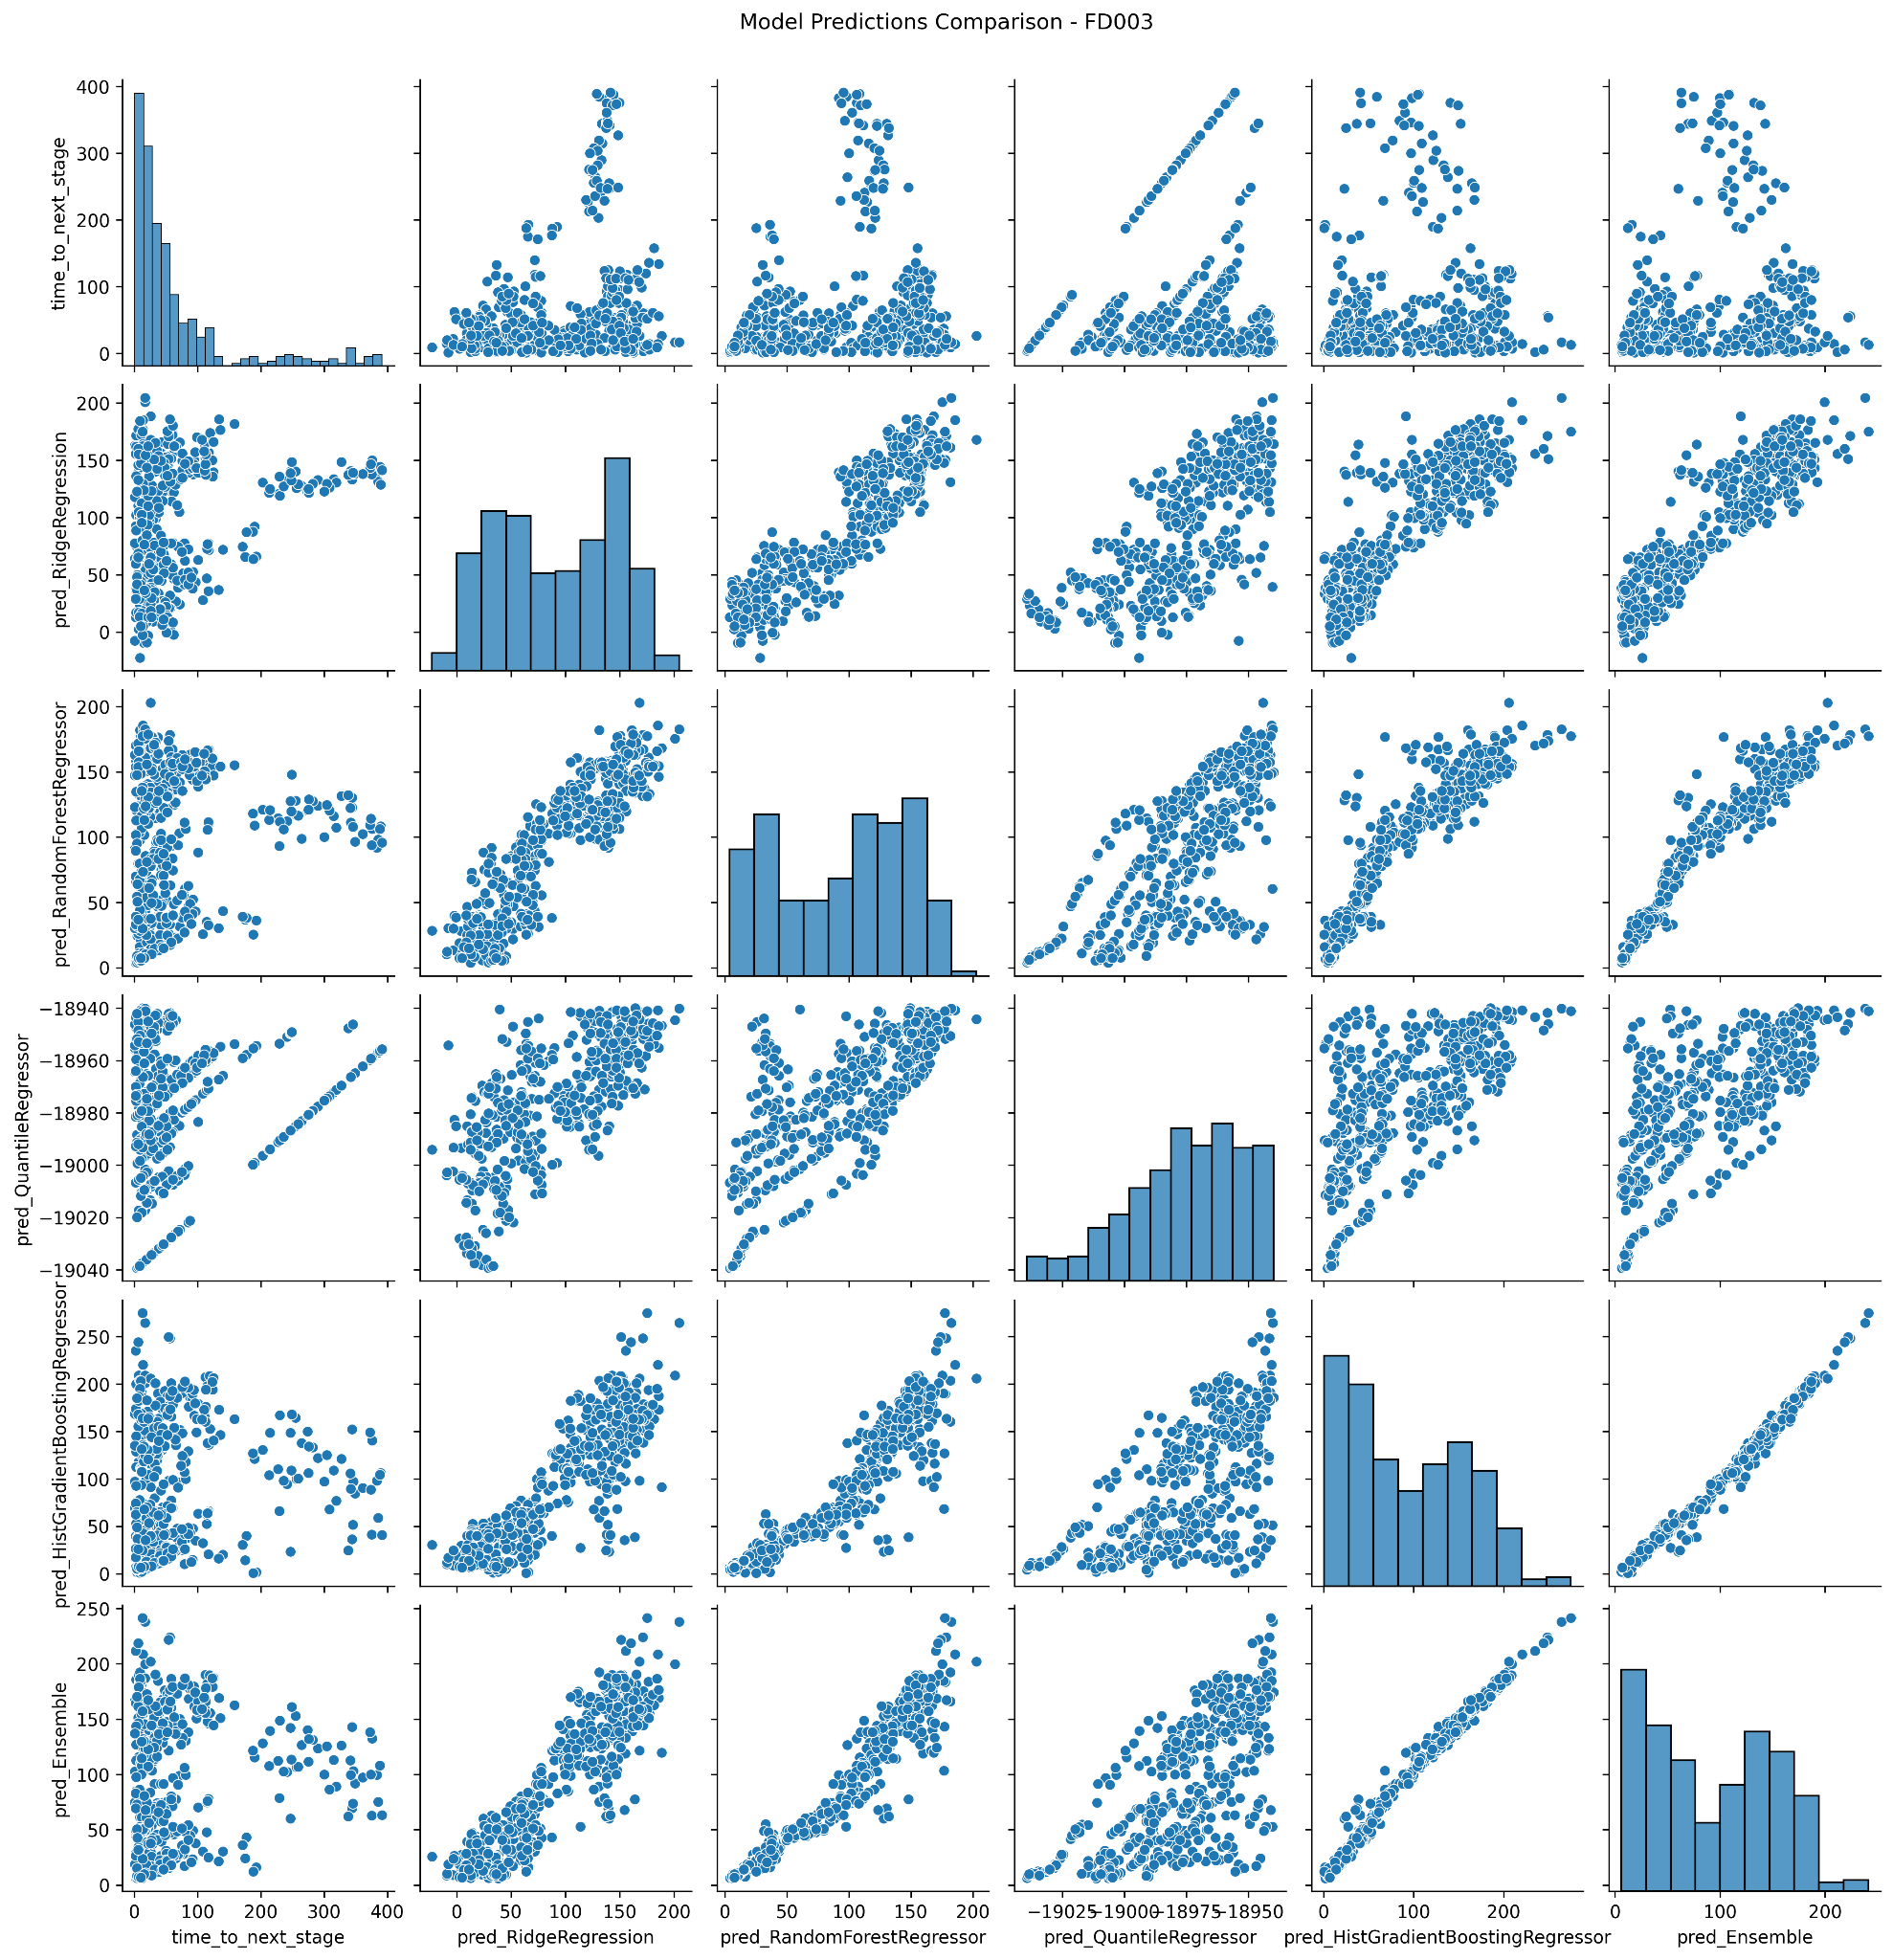 Model Predictions Comparison - FD003
400
300
200
100
0
time_to_next_stage
200
150
100
50
0
pred_RidgeRegression
200
150
100
50
0
pred_RandomForestRegressor
−18940
−18960
−18980
−19000
−19020
−19040
pred_QuantileRegressor
250
200
150
100
50
0
pred_HistGradientBoostingRegressor
250
200
150
100
50
0
pred_Ensemble
0 100 200 300 400
time_to_next_stage
0 50 100 150 200
pred_RidgeRegression
0 50 100 150 200
pred_RandomForestRegressor
−19025 −19000 −18975 −18950
pred_QuantileRegressor
0 100 200
pred_HistGradientBoostingRegressor
0 100 200
pred_Ensemble